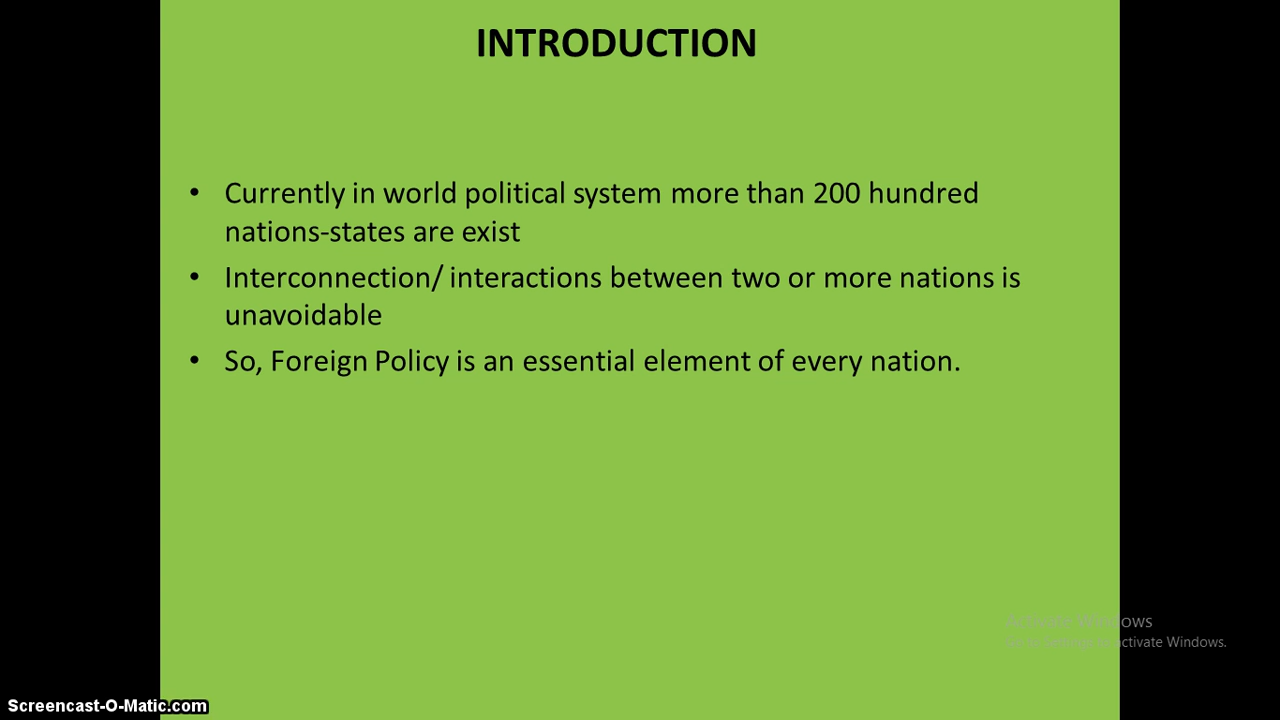 INTRODUCTION
• Currently in world political system more than 200 hundred
nations-states are exist
• Interconnection/ interactions between two or more nations is
unavoidable
• So, Foreign Policy is an essential element of every nation.
Activate Windows
Go to Settings to activate Windows.
Screencast-O-Matic.com